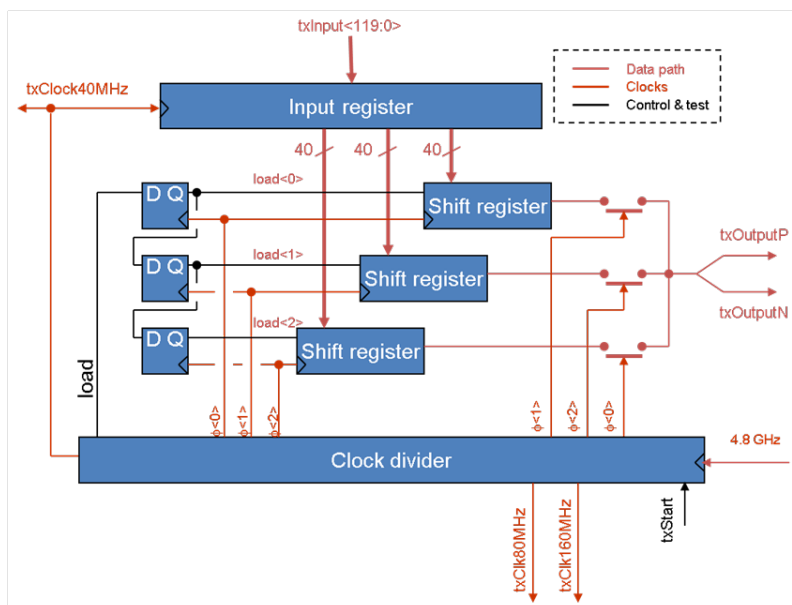 txInput<119:0>
Data path
Clocks
Control & test
txClock40MHz
Input register
40
40
40
D Q
load<0>
Shift register
D Q
load<1>
Shift register
D Q
load<2>
Shift register
txOutputP
txOutputN
load
ϕ<0>
ϕ<1>
ϕ<2>
ϕ<1>
ϕ<2>
ϕ<0>
Clock divider
4.8 GHz
txClk80MHz
txClk160MHz
txStart